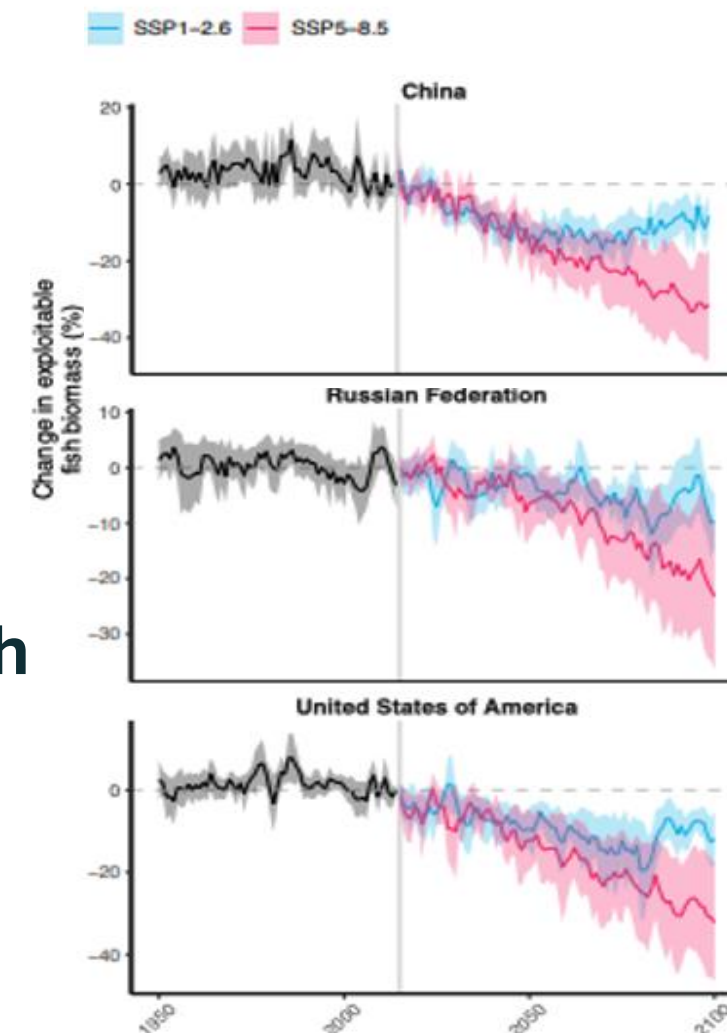 SSP1–2.6 SSP5–8.5
China
20
0
−20
−40
Change in exploitable
fish biomass (%)
Russian Federation
10
0
−10
−20
−30
h
United States of America
0
−20
−40
1950 2000 2050 2100